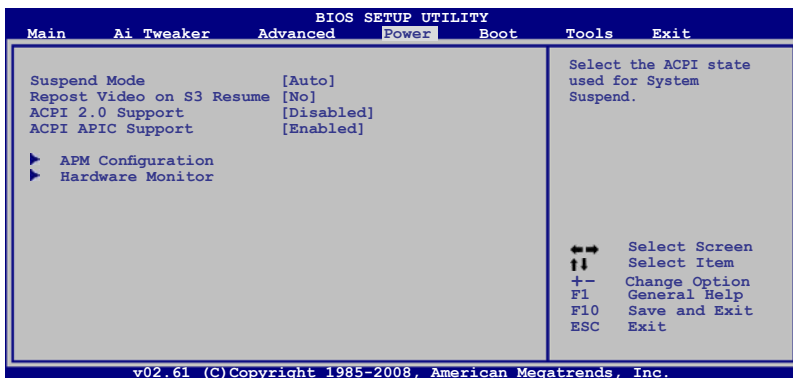 BIOS SETUP UTILITY
Main Ai Tweaker Advanced Power Boot Tools Exit
Suspend Mode [Auto]
Repost Video on S3 Resume [No]
ACPI 2.0 Support [Disabled]
ACPI APIC Support [Enabled]
APM Configuration
Hardware Monitor
Select the ACPI state
used for System
Suspend.
Select Screen
Select Item
+- Change Option
F1 General Help
F10 Save and Exit
ESC Exit
v02.61 (C)Copyright 1985-2008, American Megatrends, Inc.